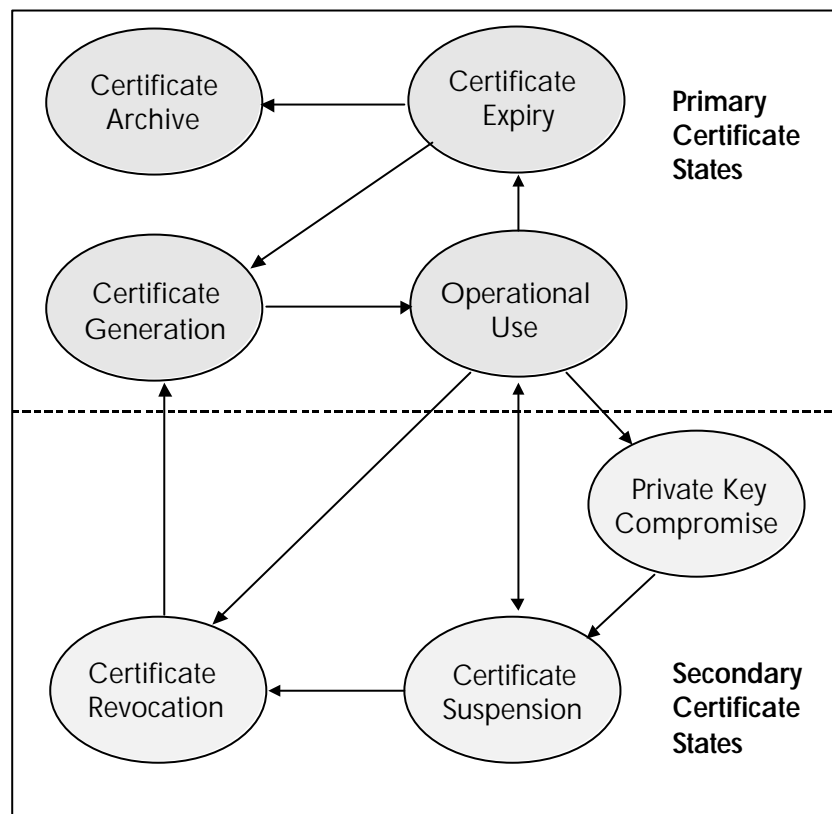 Certificate
Archive
Certificate
Expiry
Primary
Certificate
States
Certificate
Generation
Operational
Use
Private Key
Compromise
Certificate
Revocation
Certificate
Suspension
Secondary
Certificate
States